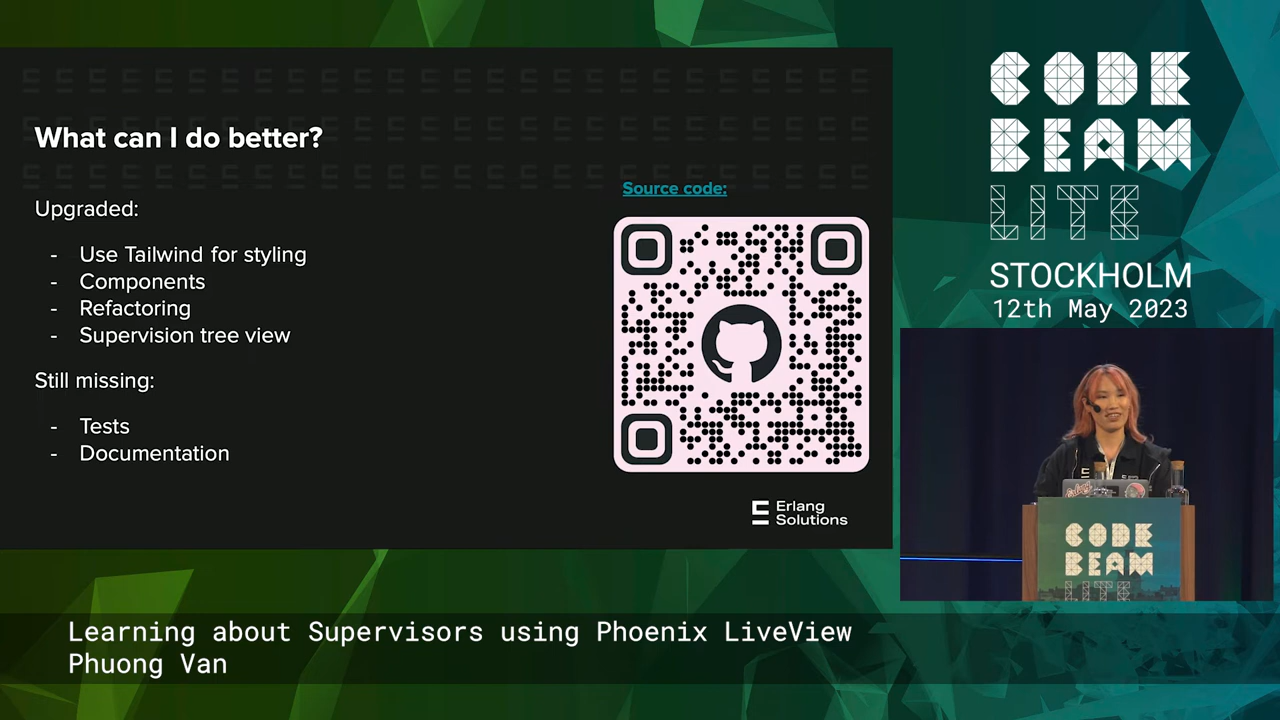 What can I do better?
Upgraded:
- Use Tailwind for styling
- Components
- Refactoring
- Supervision tree view
Still missing:
- Tests
- Documentation
Source code:
Erlang
Solutions
CODE
BEAM
LITE
STOCKHOLM
12th May 2023
CODE
BEAM
LITE
Learning about Supervisors using Phoenix LiveView
Phuong Van